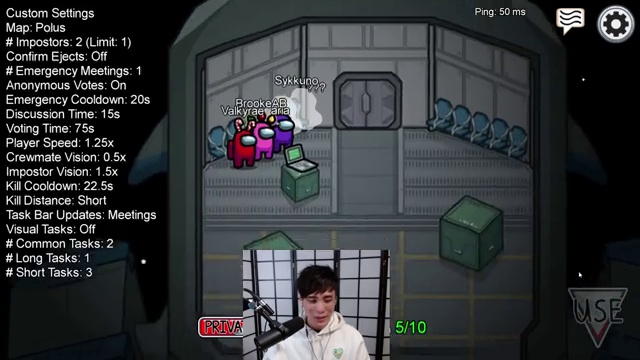 Custom Settings
Map: Polus
# Impostors: 2 (Limit: 1)
Confirm Ejects: Off
# Emergency Meetings: 1
Anonymous Votes: On
Emergency Cooldown: 20s
Discussion Time: 15s
Voting Time: 75s
Player Speed: 1.25x
Crewmate Vision: 0.5x
Impostor Vision: 1.5x
Kill Cooldown: 22.5s
Kill Distance: Short
Task Bar Updates: Meetings
Visual Tasks: Off
# Common Tasks: 2
# Long Tasks: 1
# Short Tasks: 3
Ping: 50 ms
Sykkuno
???
BrookeAB
PRIVA
5/10
USE